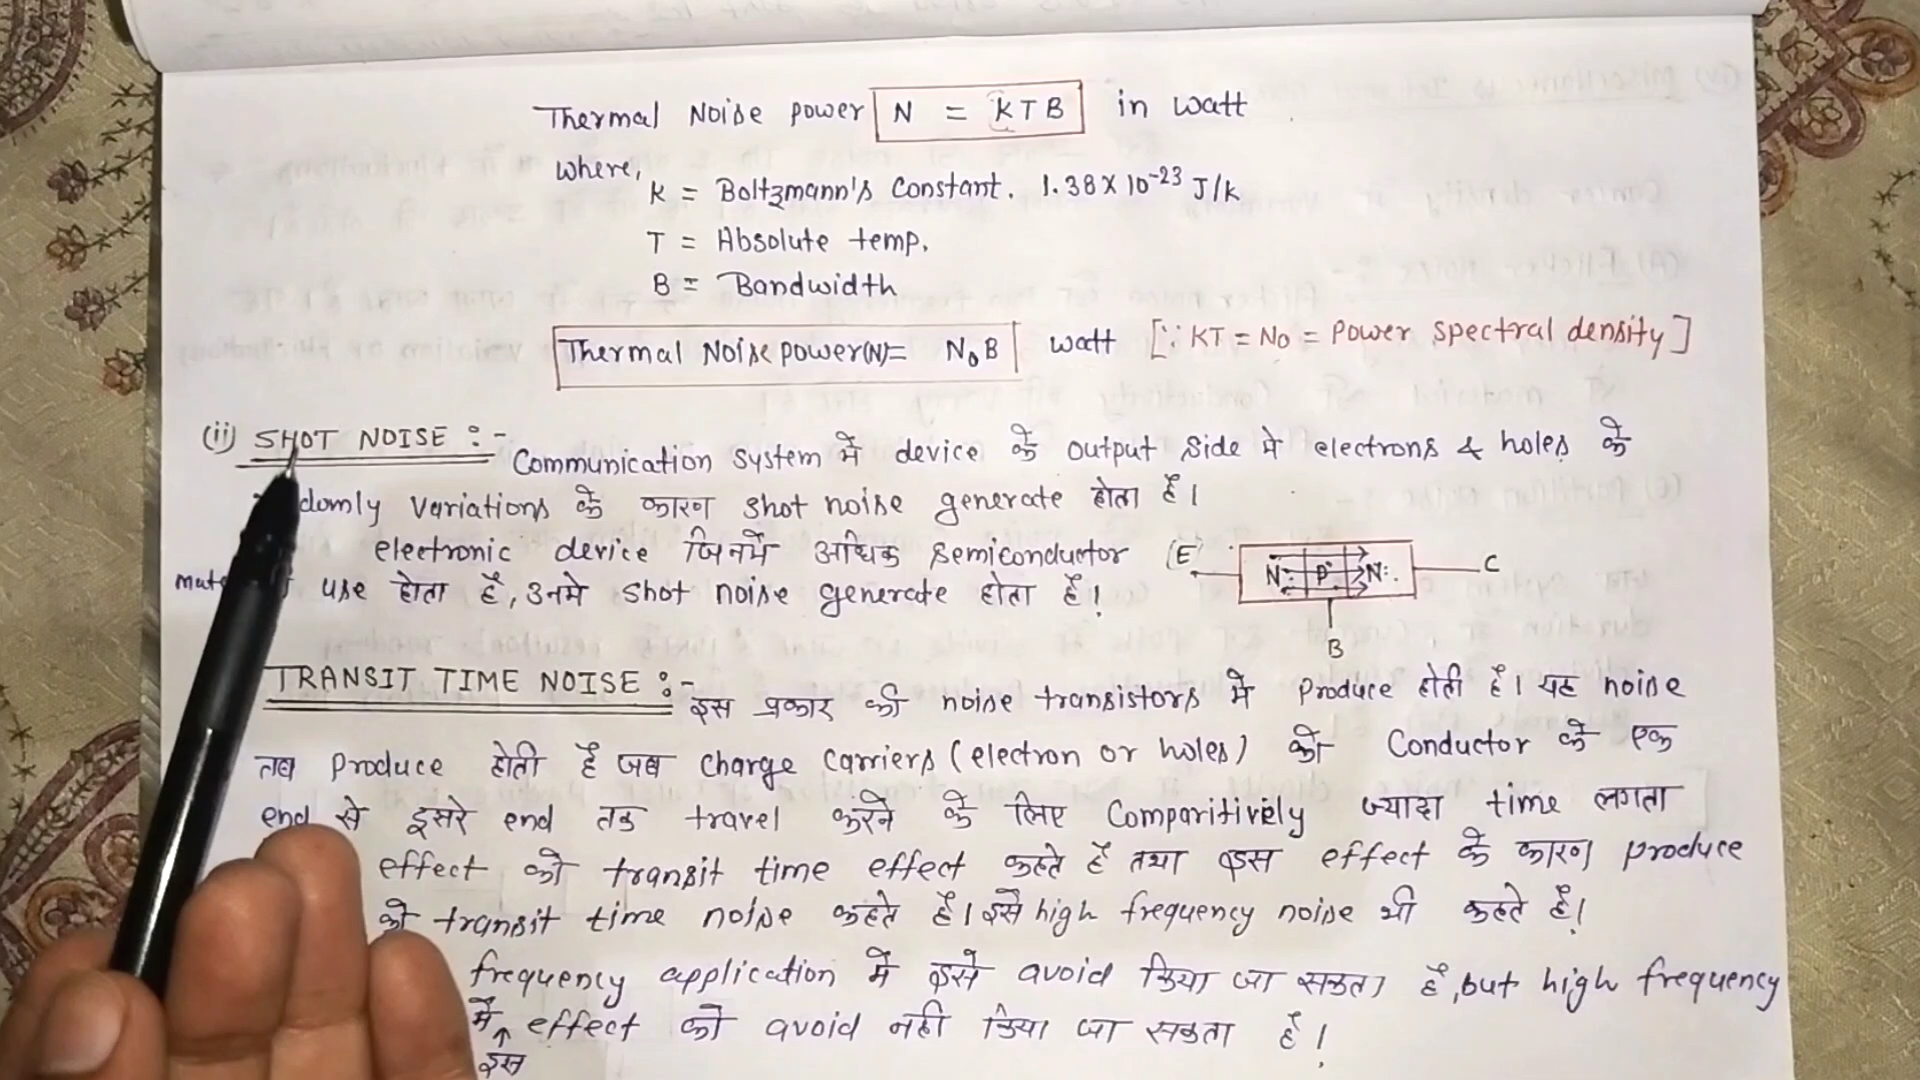 Thermal Noise power N = KTB in watt
where,
K = Boltzmann's Constant. 1.38 × 10⁻²³ J/K
T = Absolute temp.
B = Bandwidth
Thermal Noise power(N) = N₀B watt [∵ KT = N₀ = Power spectral density]
(ii) SHOT NOISE :- Communication system में device के output side में electrons & holes के
domly variations के कारण shot noise generate होता है।
electronic device जिनमें अधिक semiconductor
use होता है, उनमे shot noise generate होता है!
E N P N C
B
TRANSIT TIME NOISE :- इस प्रकार की noise transistors में produce होती है। यह noise
तब produce होती है जब charge carriers (electron or holes) को Conductor के एक
end से दूसरे end तक travel करने के लिए Comparitively ज्यादा time लगता
effect को transit time effect कहते है तथा इस effect के कारण produce
को transit time noise कहते है। इसे high frequency noise भी कहते है!
frequency application में इसे avoid किया जा सकता है, but high frequency
में effect को avoid नही किया जा सकता है!
इस